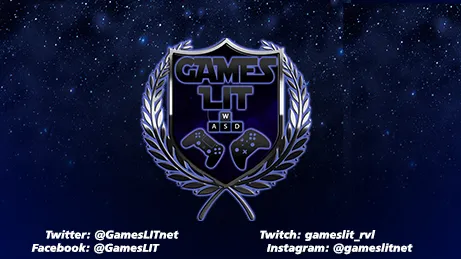 GAMES
LIT
W
A S D
Twitter: @GamesLITnet
Twitch: gameslit_rvl
Facebook: @GamesLIT
Instagram: @gameslitnet